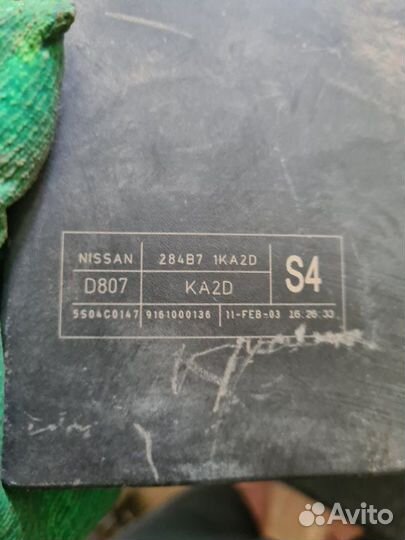 NISSAN 284B7 1KA2D
D807 KA2D S4
5S04C0147 9161000136 11-FEB-03 16:26:33
Avito